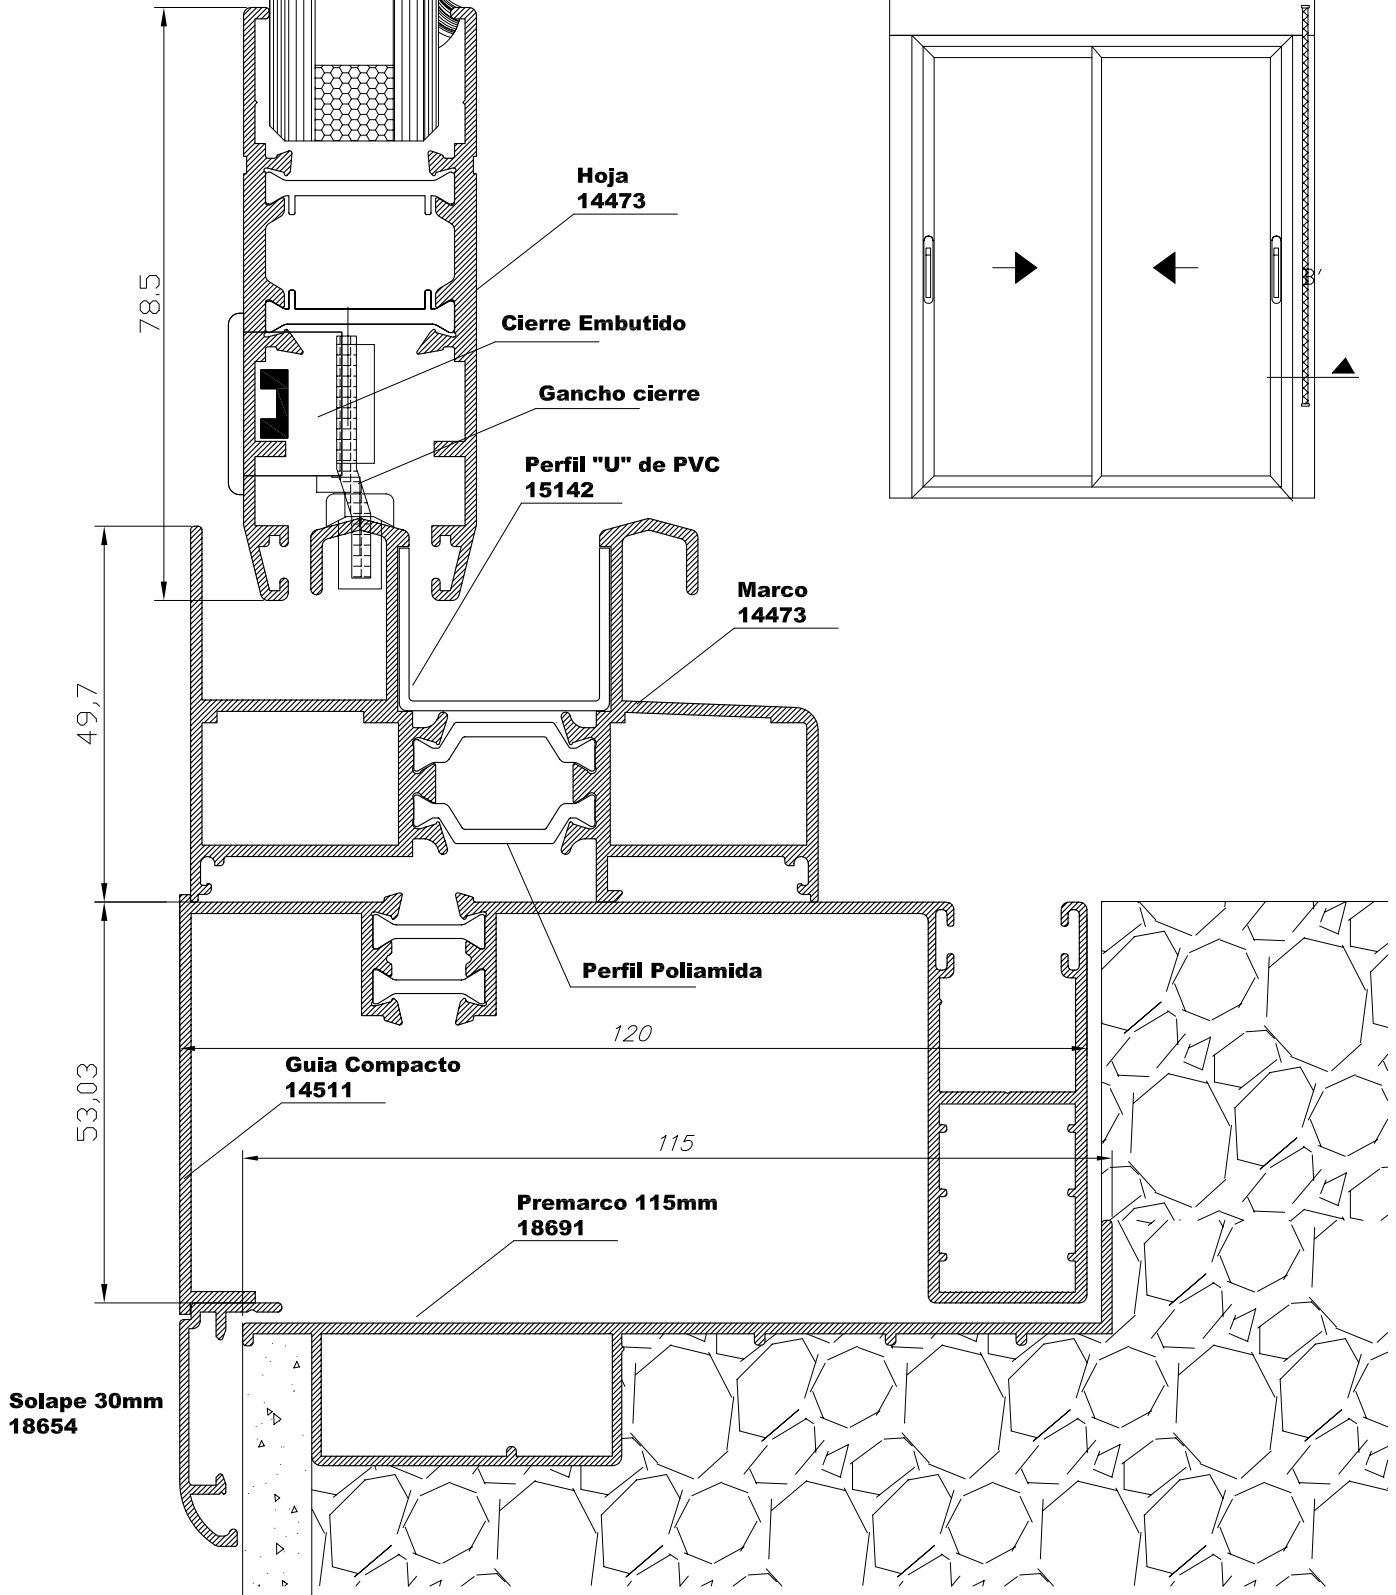 Hoja
14473
78.5
B'
Cierre Embutido
Gancho cierre
Perfil "U" de PVC
15142
Marco
14473
49,7
Perfil Poliamida
120
Guia Compacto
14511
53,03
115
Premarco 115mm
18691
Solape 30mm
18654